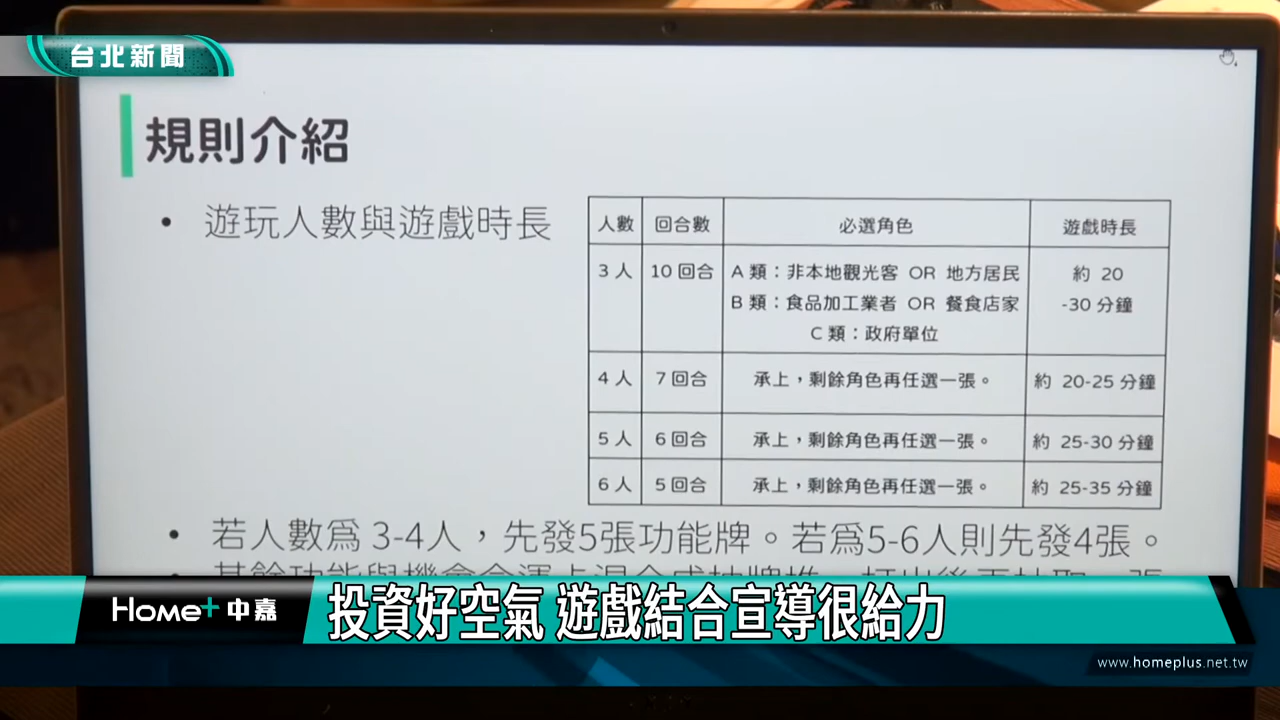 台北新聞
規則介紹
• 遊玩人數與遊戲時長
人數 回合數 必選角色 遊戲時長
3 人 10 回合 A 類：非本地觀光客 OR 地方居民 約 20
B 類：食品加工業者 OR 餐食店家 -30 分鐘
C 類：政府單位
4 人 7 回合 承上，剩餘角色再任選一張。 約 20-25 分鐘
5 人 6 回合 承上，剩餘角色再任選一張。 約 25-30 分鐘
6 人 5 回合 承上，剩餘角色再任選一張。 約 25-35 分鐘
• 若人數為 3-4人，先發5張功能牌。若為5-6人則先發4張。
Home+ 中嘉 投資好空氣 遊戲結合宣導很給力
www.homeplus.net.tw